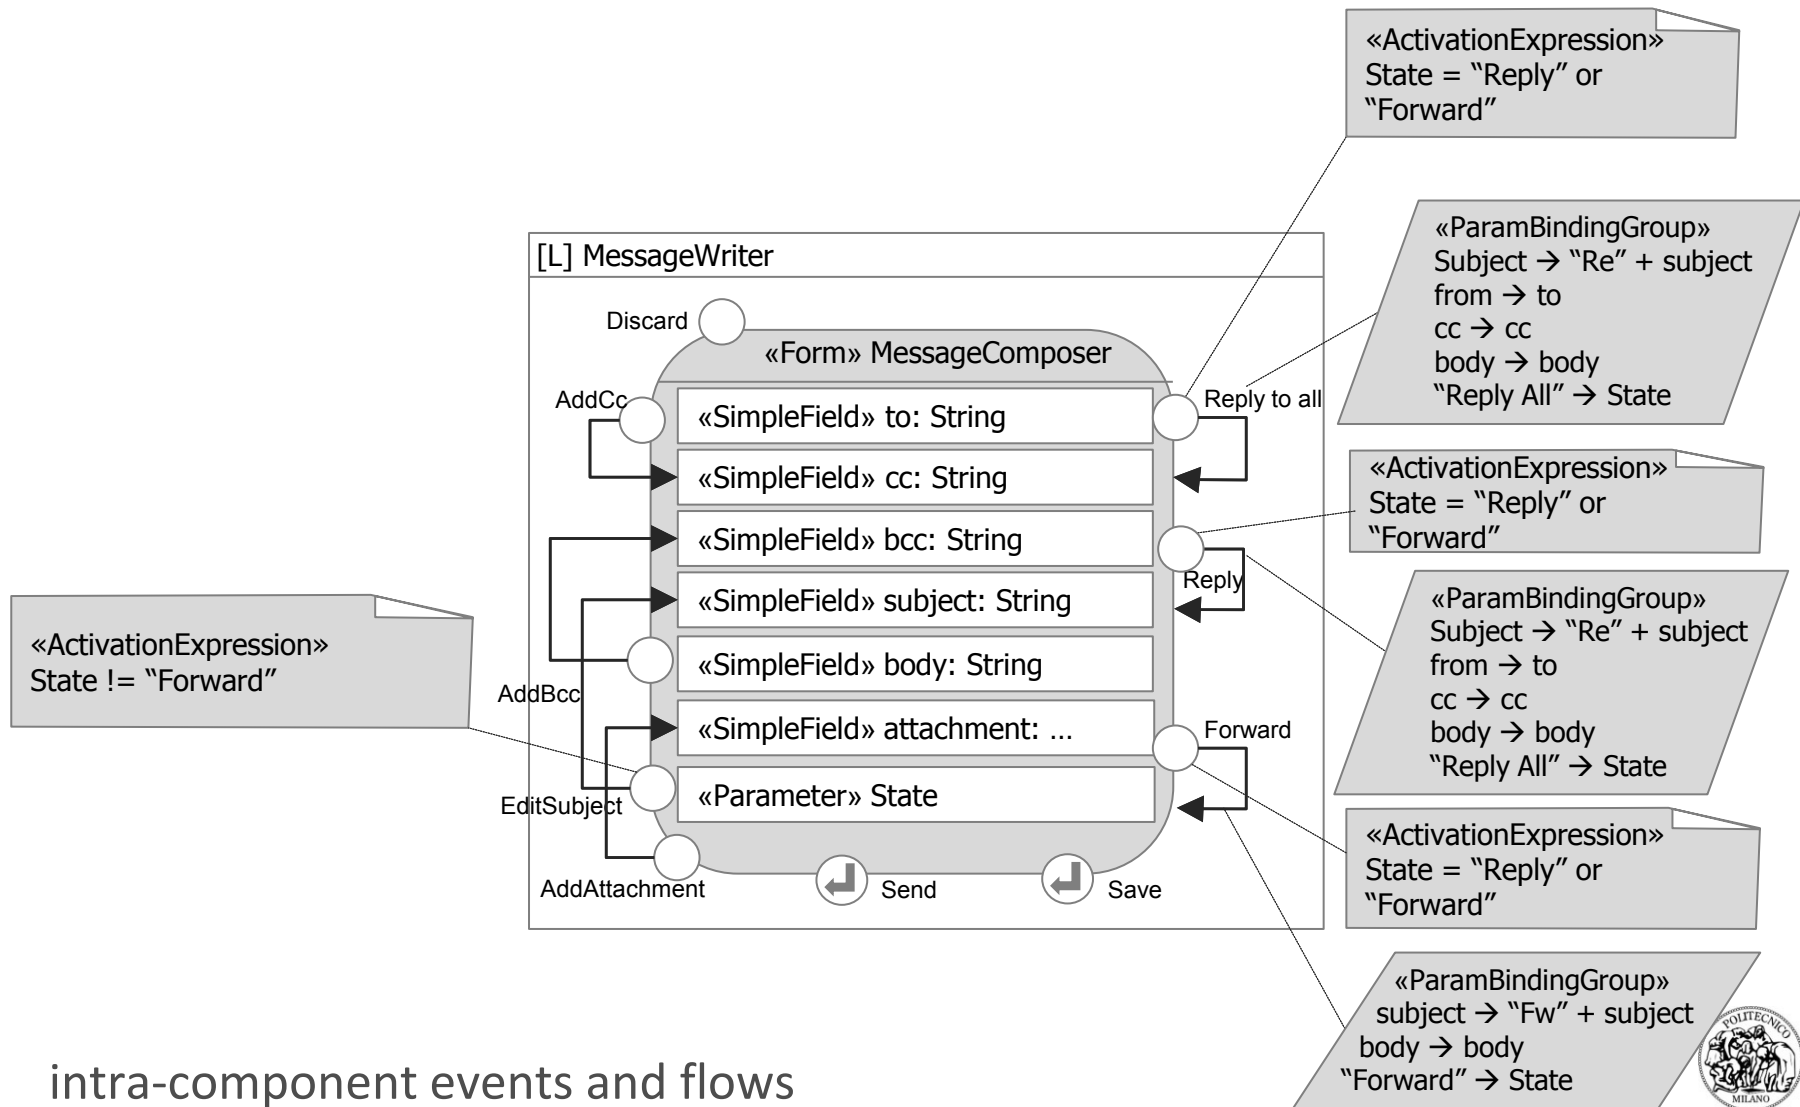 «ActivationExpression»
State = “Reply” or
“Forward”
«ParamBindingGroup»
Subject → “Re” + subject
from → to
cc → cc
body → body
“Reply All” → State
[L] MessageWriter
Discard
«Form» MessageComposer
AddCc
«SimpleField» to: String
Reply to all
«SimpleField» cc: String
«ActivationExpression»
State = “Reply” or
“Forward”
«SimpleField» bcc: String
Reply
«SimpleField» subject: String
«ParamBindingGroup»
Subject → “Re” + subject
from → to
cc → cc
body → body
“Reply All” → State
«ActivationExpression»
State != “Forward”
«SimpleField» body: String
AddBcc
«SimpleField» attachment: ...
Forward
EditSubject
«Parameter» State
AddAttachment
Send
Save
«ActivationExpression»
State = “Reply” or
“Forward”
«ParamBindingGroup»
subject → “Fw” + subject
body → body
“Forward” → State
intra-component events and flows
POLITECNICO
MILANO